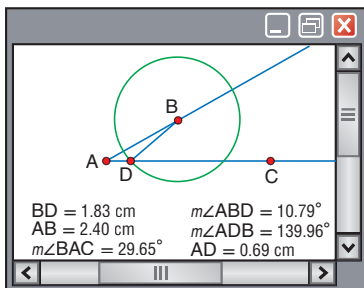 B
A
D
C
BD = 1.83 cm
AB = 2.40 cm
m∠BAC = 29.65°
m∠ABD = 10.79°
m∠ADB = 139.96°
AD = 0.69 cm